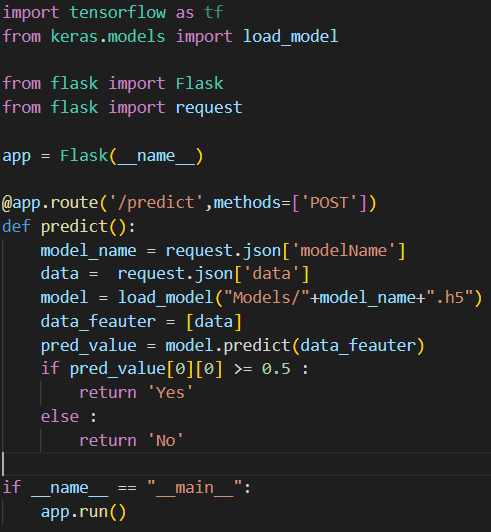 import tensorflow as tf
from keras.models import load_model

from flask import Flask
from flask import request

app = Flask(__name__)

@app.route('/predict',methods=['POST'])
def predict():
    model_name = request.json['modelName']
    data =  request.json['data']
    model = load_model("Models/"+model_name+".h5")
    data_feauter = [data]
    pred_value = model.predict(data_feauter)
    if pred_value[0][0] >= 0.5 :
        return 'Yes'
    else :
        return 'No'

if __name__ == "__main__":
    app.run()